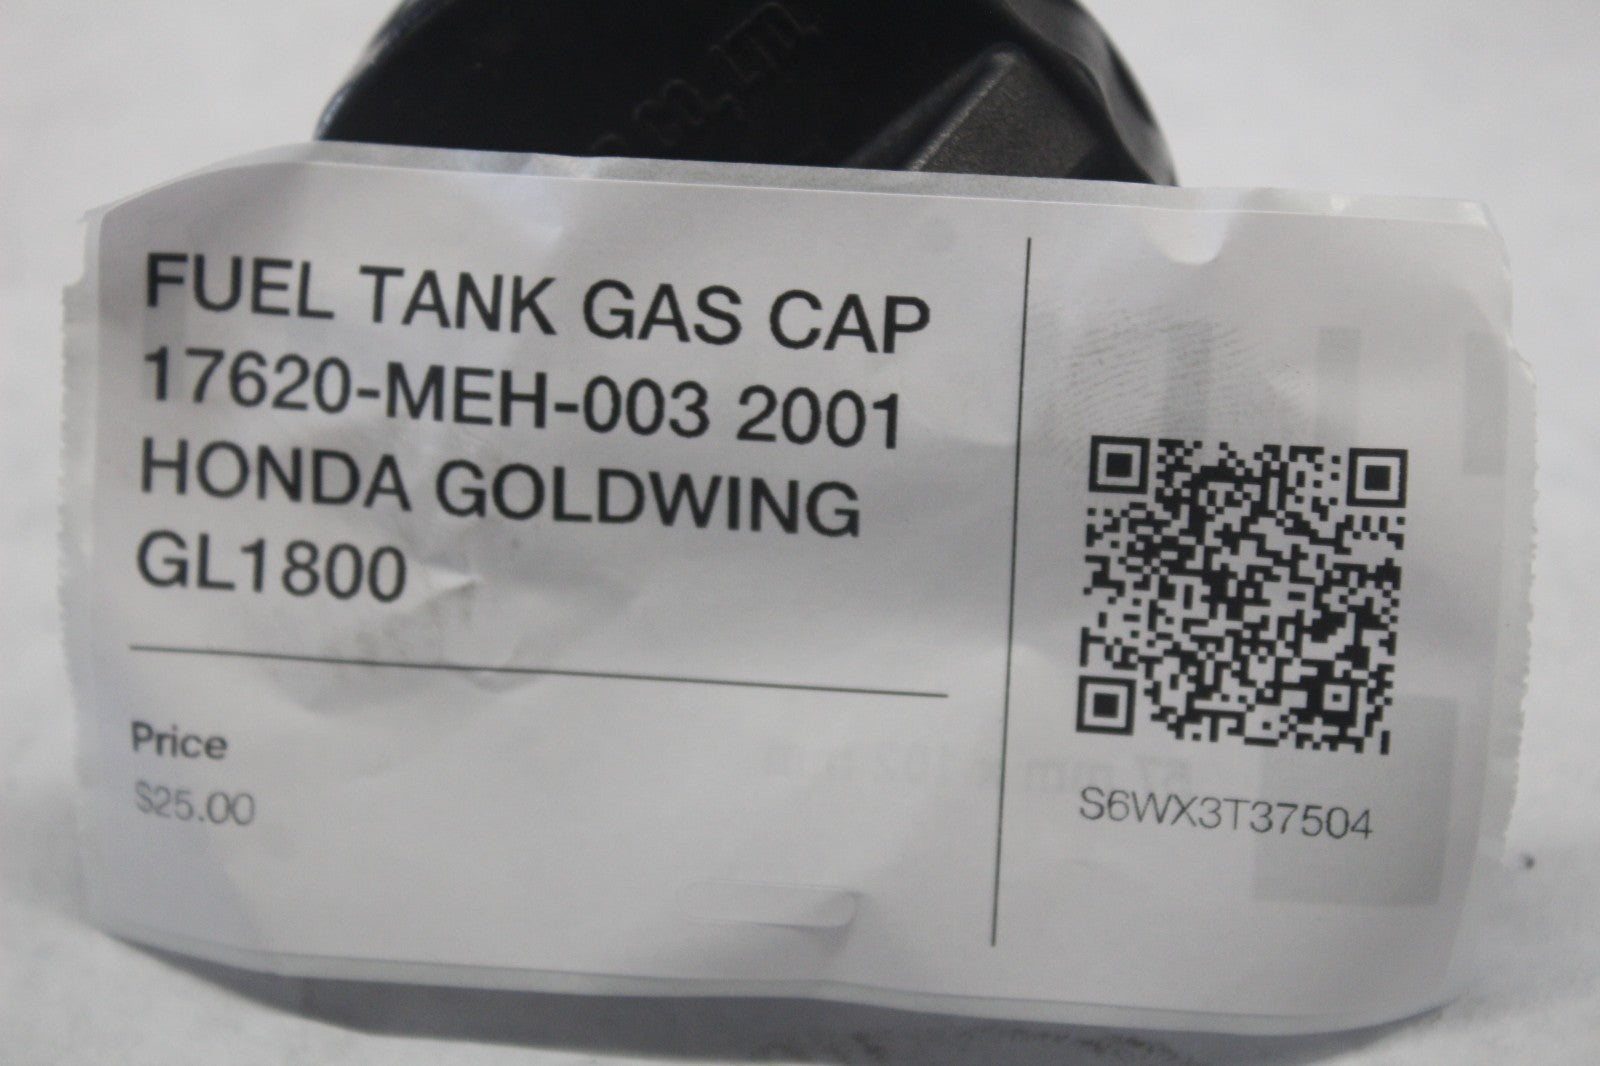 FUEL TANK GAS CAP
17620-MEH-003 2001
HONDA GOLDWING
GL1800
Price
$25.00
S6WX3T37504